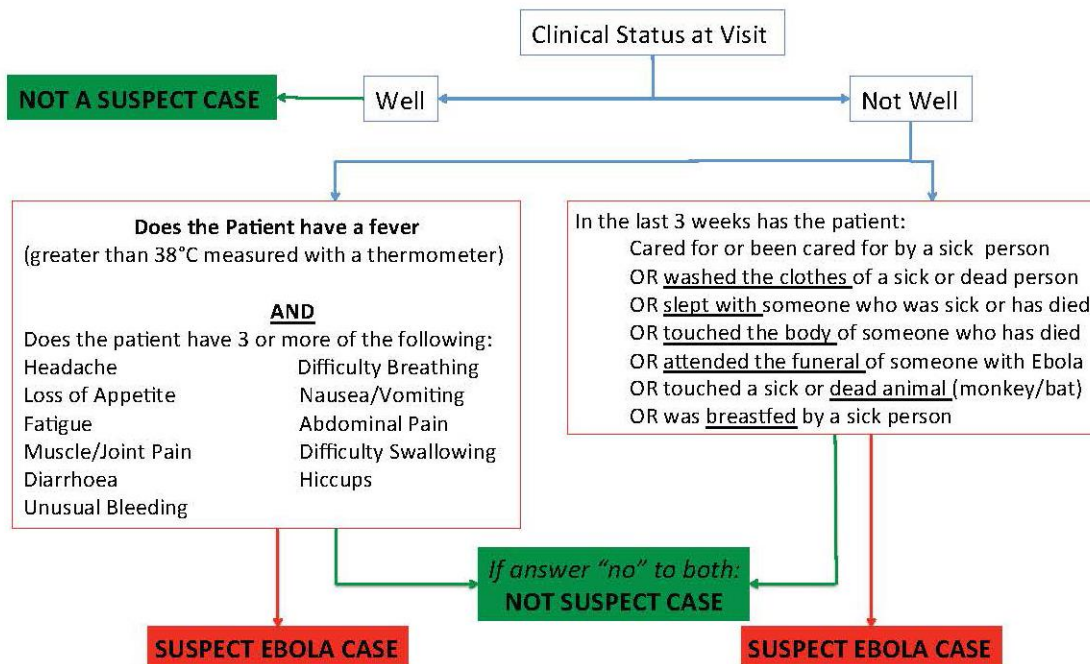 Clinical Status at Visit
NOT A SUSPECT CASE
Well
Not Well
Does the Patient have a fever
(greater than 38°C measured with a thermometer)
AND
Does the patient have 3 or more of the following:
Headache Difficulty Breathing
Loss of Appetite Nausea/Vomiting
Fatigue Abdominal Pain
Muscle/Joint Pain Difficulty Swallowing
Diarrhoea Hiccups
Unusual Bleeding
In the last 3 weeks has the patient:
Cared for or been cared for by a sick person
OR washed the clothes of a sick or dead person
OR slept with someone who was sick or has died
OR touched the body of someone who has died
OR attended the funeral of someone with Ebola
OR touched a sick or dead animal (monkey/bat)
OR was breastfed by a sick person
If answer "no" to both:
NOT SUSPECT CASE
SUSPECT EBOLA CASE
SUSPECT EBOLA CASE